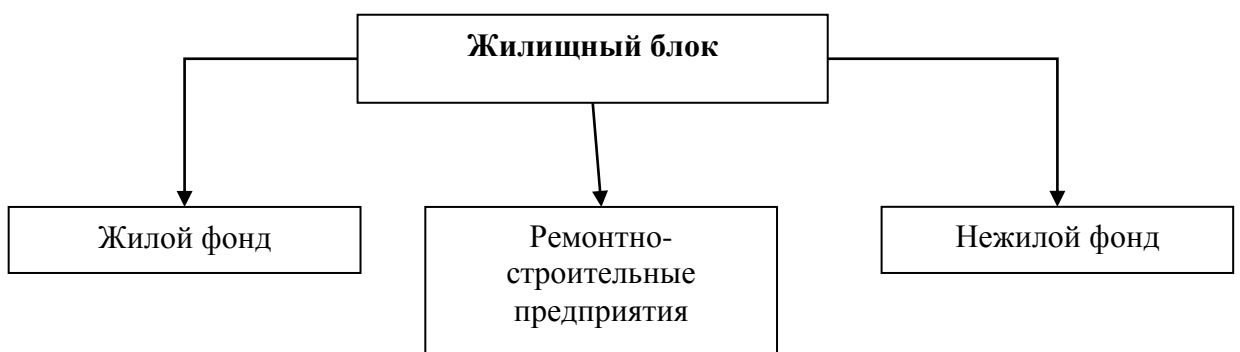 Жилищный блок
Жилой фонд
Ремонтно-
строительные
предприятия
Нежилой фонд